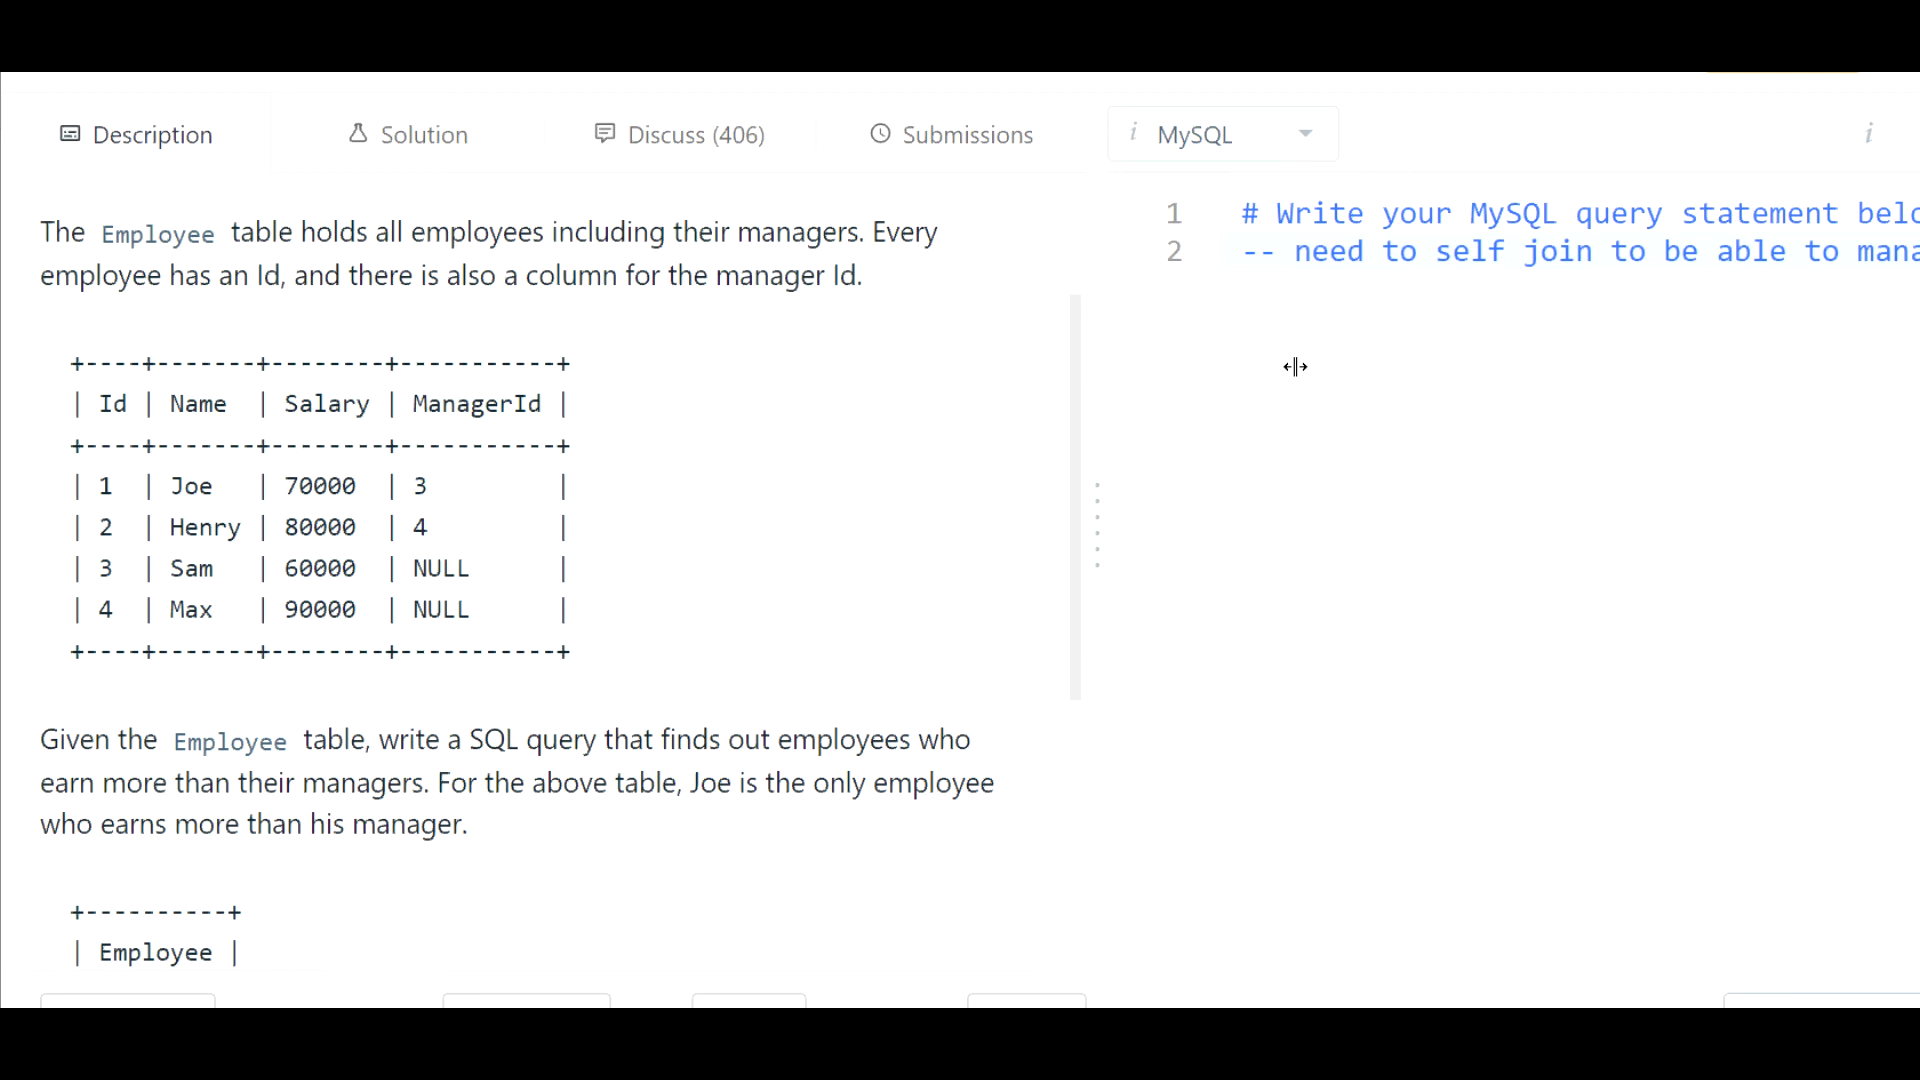 Description
Solution
Discuss (406)
Submissions
i MySQL
i
The Employee table holds all employees including their managers. Every
employee has an Id, and there is also a column for the manager Id.
+----+-------+--------+-----------+
| Id | Name  | Salary | ManagerId |
+----+-------+--------+-----------+
| 1  | Joe   | 70000  | 3         |
| 2  | Henry | 80000  | 4         |
| 3  | Sam   | 60000  | NULL      |
| 4  | Max   | 90000  | NULL      |
+----+-------+--------+-----------+
Given the Employee table, write a SQL query that finds out employees who
earn more than their managers. For the above table, Joe is the only employee
who earns more than his manager.
+----------+
| Employee |
1 # Write your MySQL query statement belo
2 -- need to self join to be able to mana